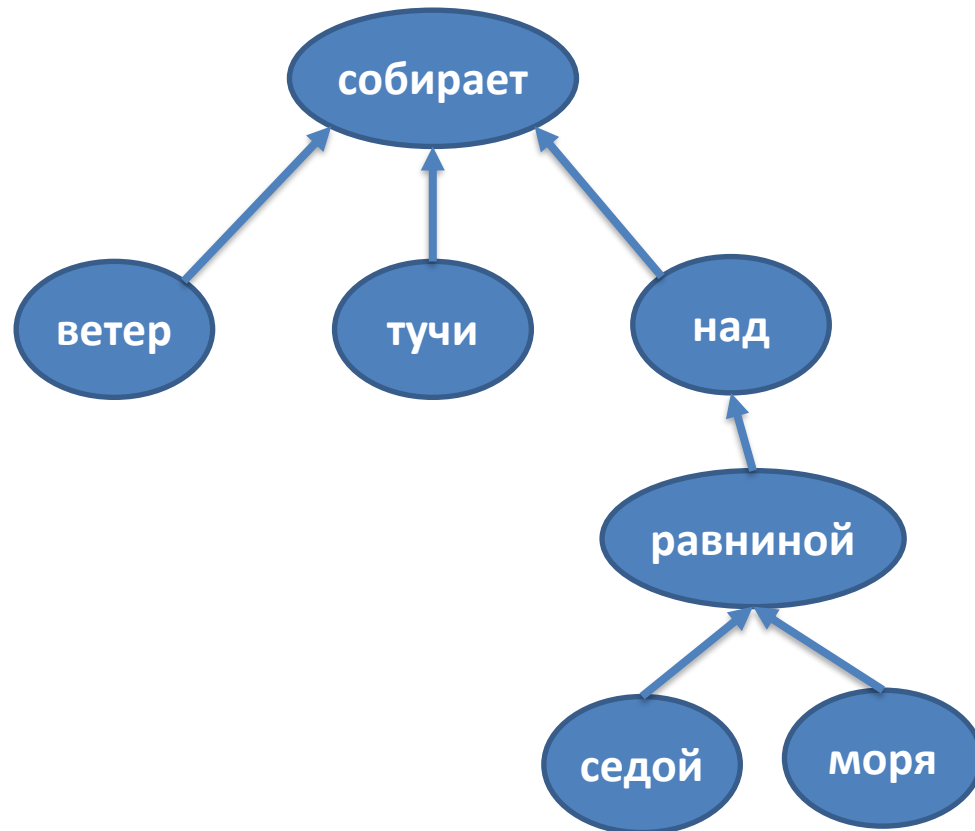 собирает
ветер
тучи
над
равниной
седой
моря